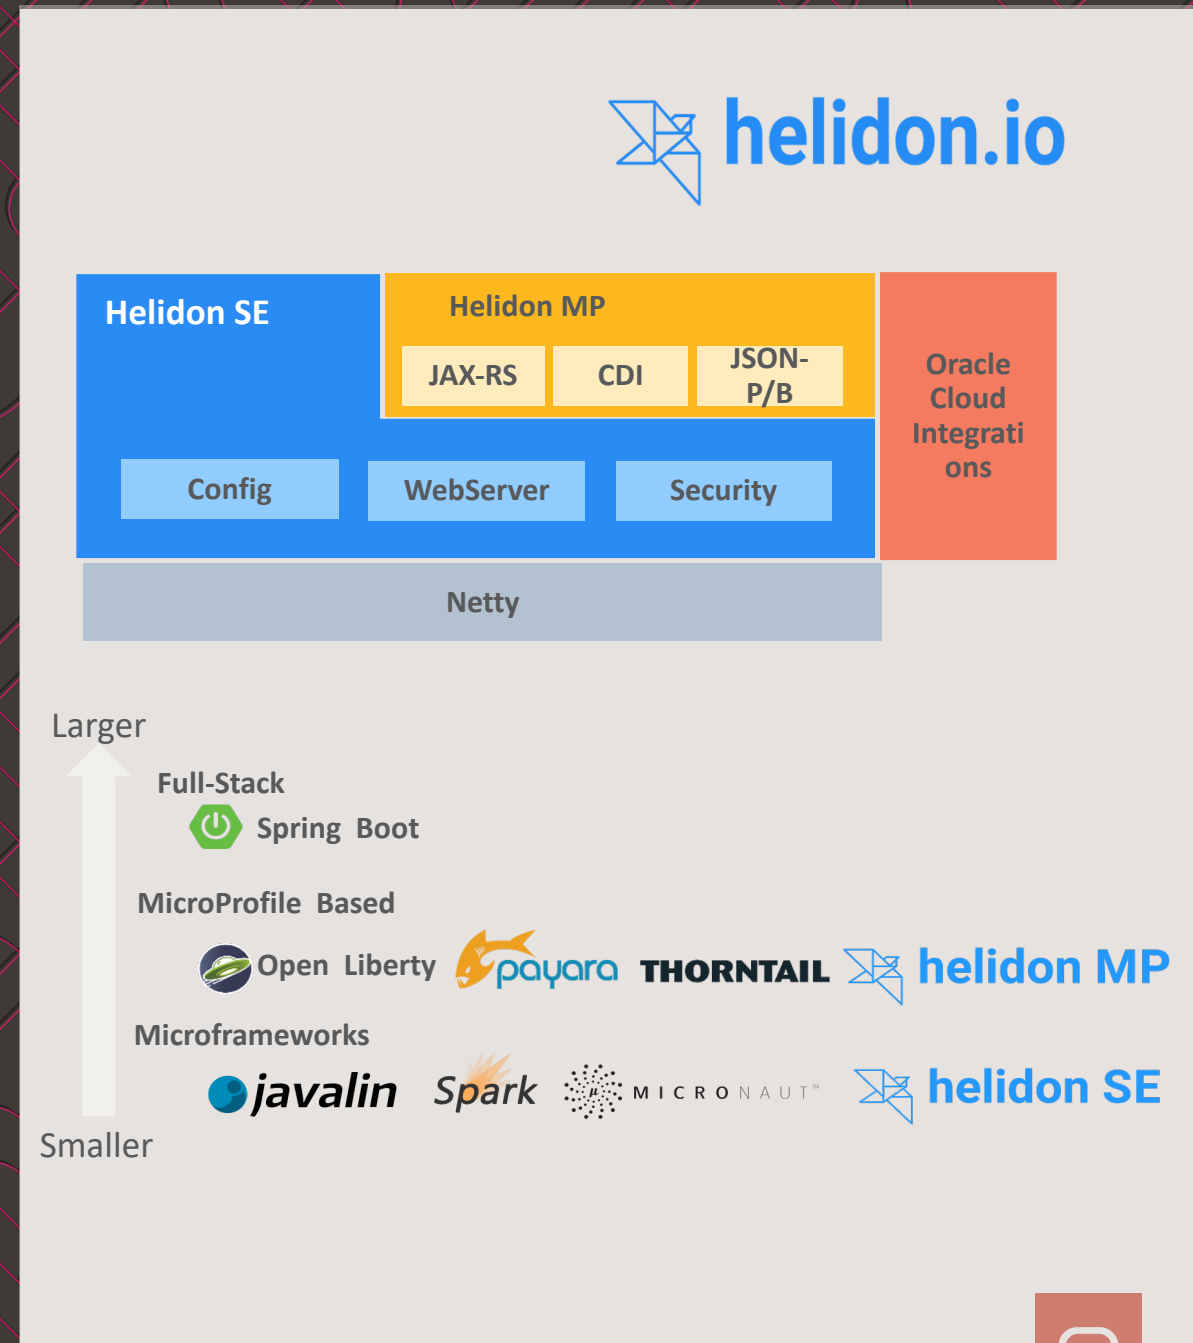 helidon.io
Helidon SE
Helidon MP
JAX-RS
CDI
JSON-
P/B
Oracle
Cloud
Integrati
ons
Config
WebServer
Security
Netty
Larger
Full-Stack
Spring Boot
MicroProfile Based
Open Liberty
payara
THORNTAIL
helidon MP
Microframeworks
javalin
Spark
μ
MICRONAUT™
helidon SE
Smaller